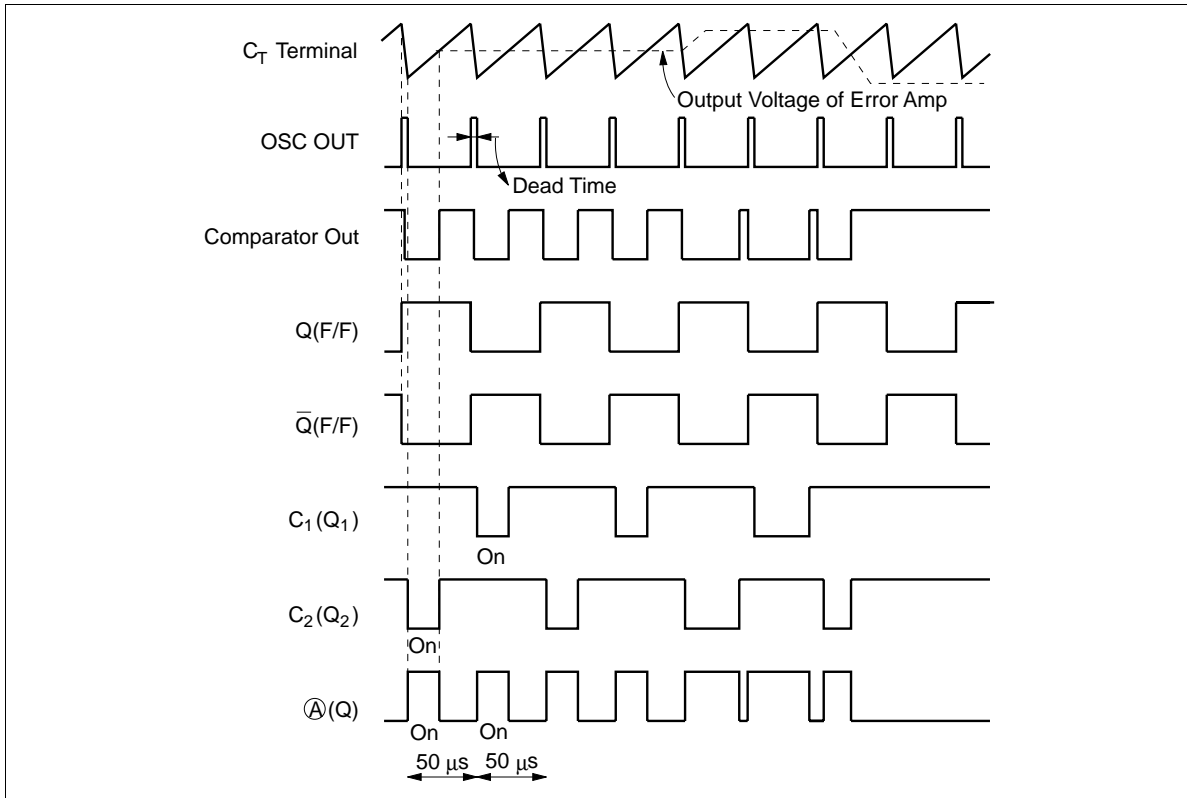 C_T Terminal
Output Voltage of Error Amp
OSC OUT
Dead Time
Comparator Out
Q(F/F)
Q̅(F/F)
C₁(Q₁)
On
C₂(Q₂)
On
Ⓐ(Q)
On On
50 μs 50 μs